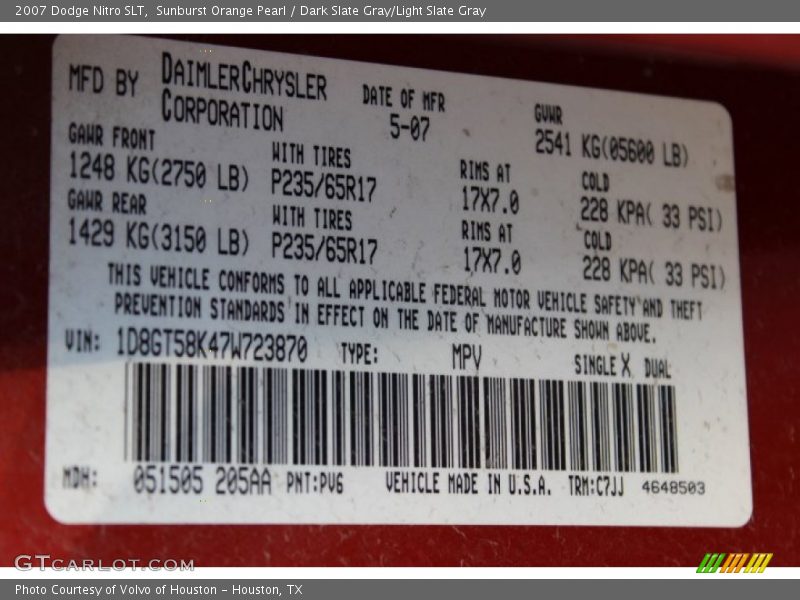 2007 Dodge Nitro SLT,  Sunburst Orange Pearl / Dark Slate Gray/Light Slate Gray
MFD BY DAIMLERCHRYSLER CORPORATION
DATE OF MFR 5-07
GVWR 2541 KG(05600 LB)
GAWR FRONT 1248 KG(2750 LB) WITH TIRES P235/65R17 RIMS AT 17X7.0 COLD 228 KPA( 33 PSI)
GAWR REAR 1429 KG(3150 LB) WITH TIRES P235/65R17 RIMS AT 17X7.0 COLD 228 KPA( 33 PSI)
THIS VEHICLE CONFORMS TO ALL APPLICABLE FEDERAL MOTOR VEHICLE SAFETY AND THEFT
PREVENTION STANDARDS IN EFFECT ON THE DATE OF MANUFACTURE SHOWN ABOVE.
VIN: 1D8GT58K47W723870 TYPE: MPV SINGLE X DUAL
MDH: 051505 205AA PNT:PV6 VEHICLE MADE IN U.S.A. TRM:C7JJ 4648503
GTCARLOT.COM
Photo Courtesy of Volvo of Houston - Houston, TX